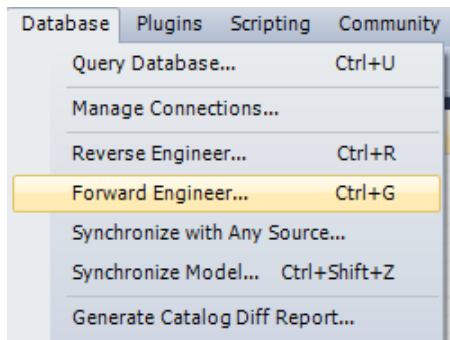 Database Plugins Scripting Community
Query Database... Ctrl+U
Manage Connections...
Reverse Engineer... Ctrl+R
Forward Engineer... Ctrl+G
Synchronize with Any Source...
Synchronize Model... Ctrl+Shift+Z
Generate Catalog Diff Report...